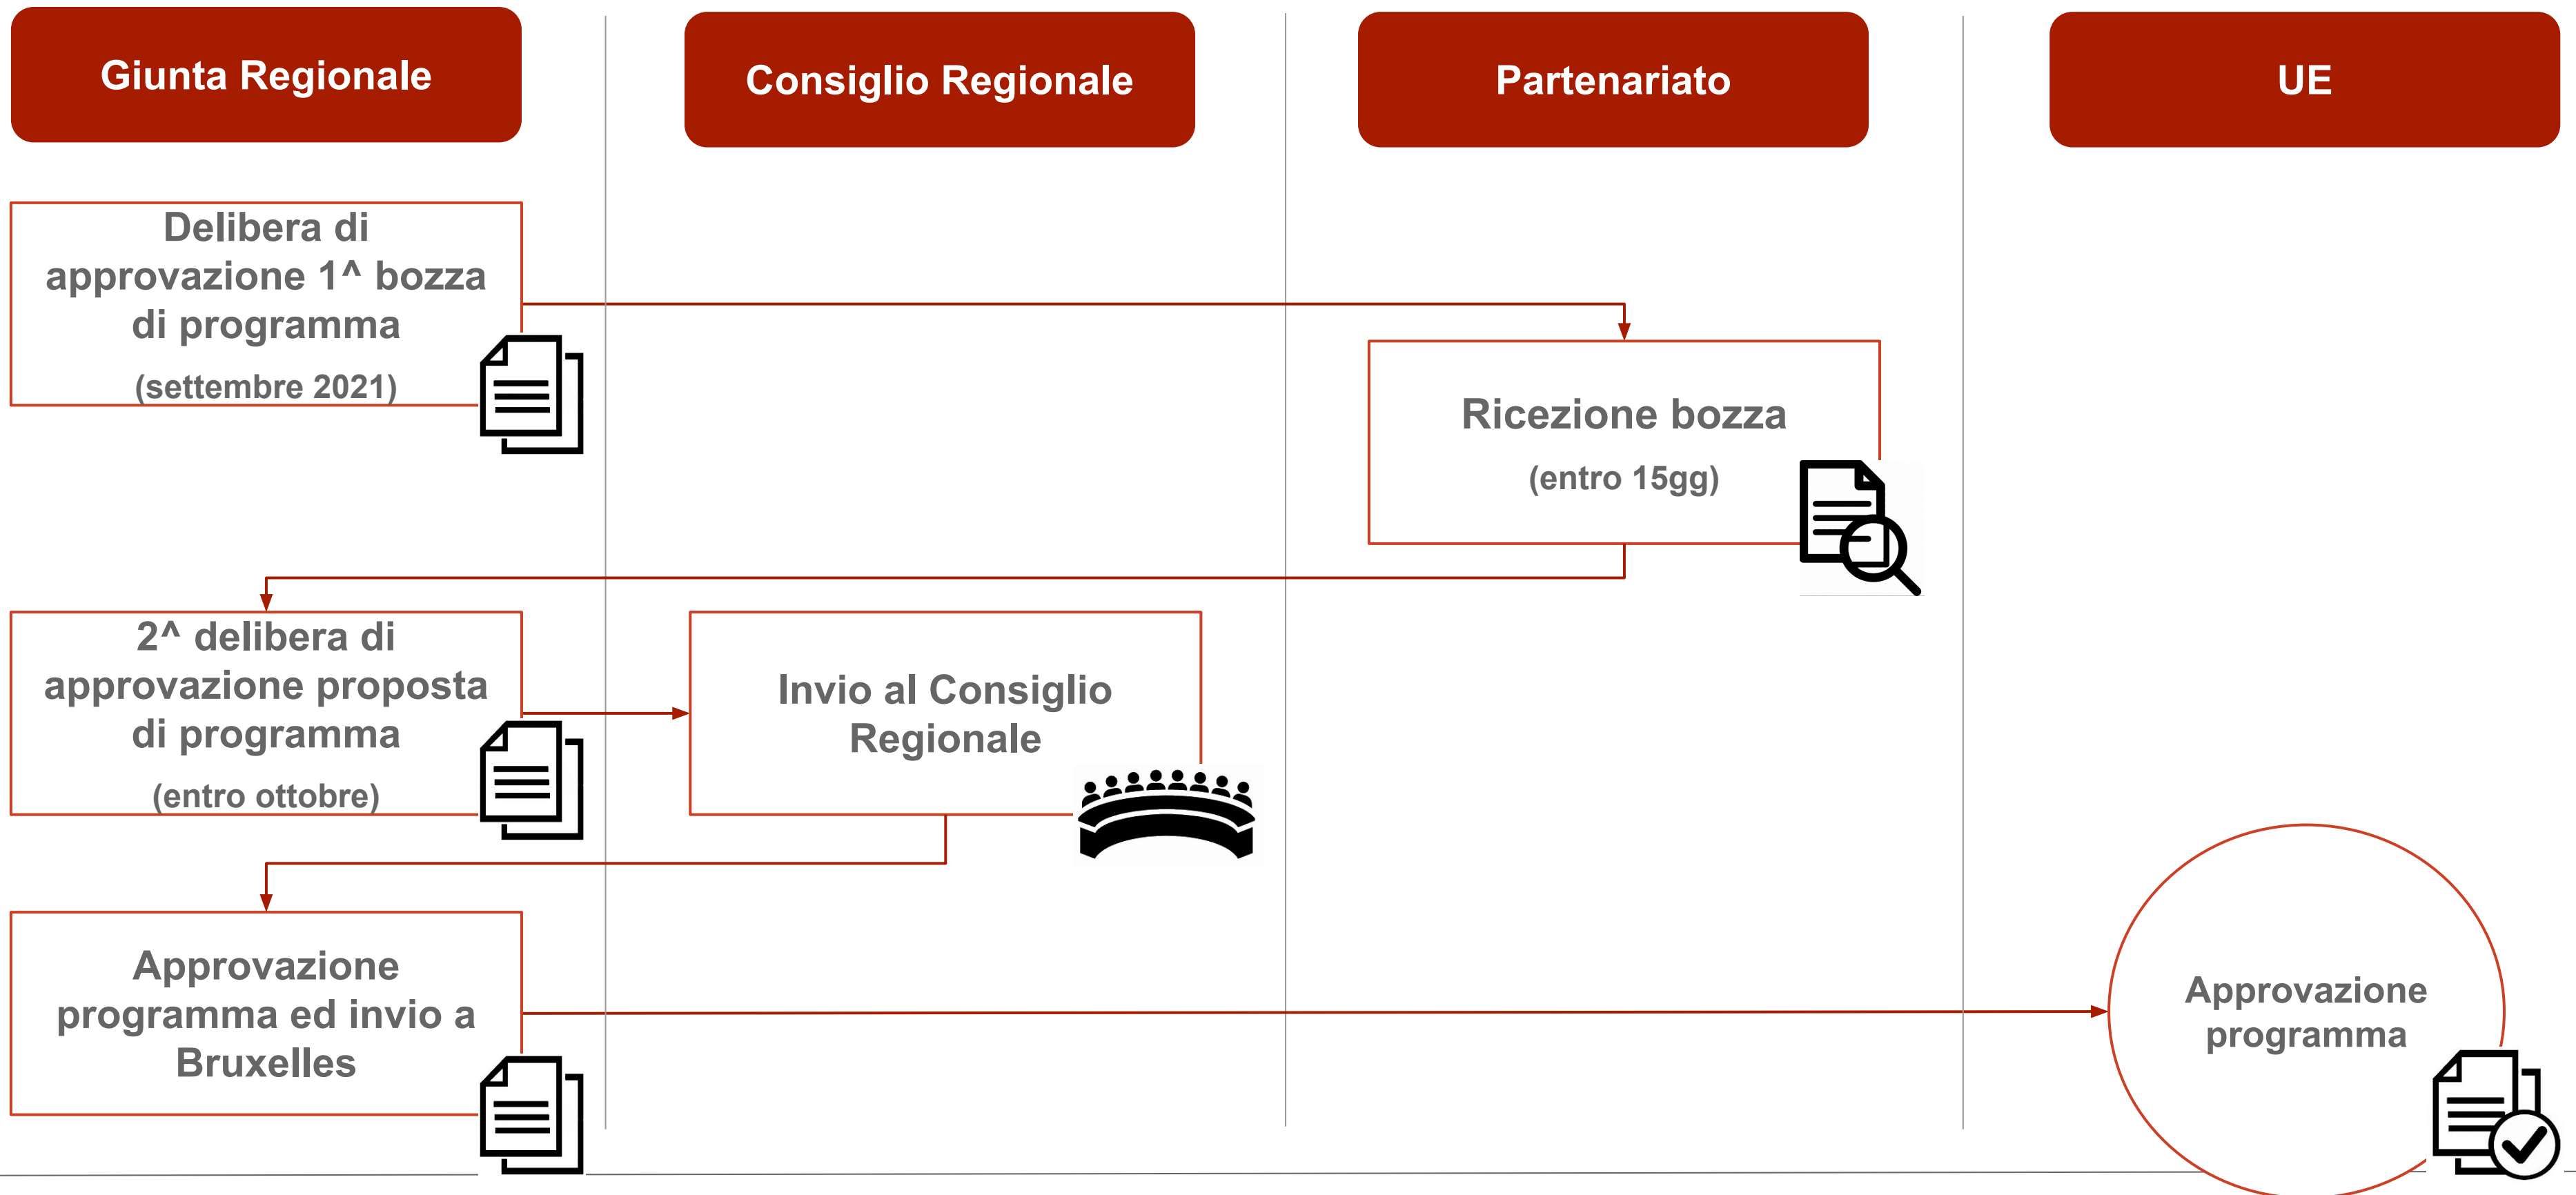 Giunta Regionale
Consiglio Regionale
Partenariato
UE
Delibera di
approvazione 1^ bozza
di programma
(settembre 2021)
Ricezione bozza
(entro 15gg)
2^ delibera di
approvazione proposta
di programma
(entro ottobre)
Invio al Consiglio
Regionale
Approvazione
programma ed invio a
Bruxelles
Approvazione
programma